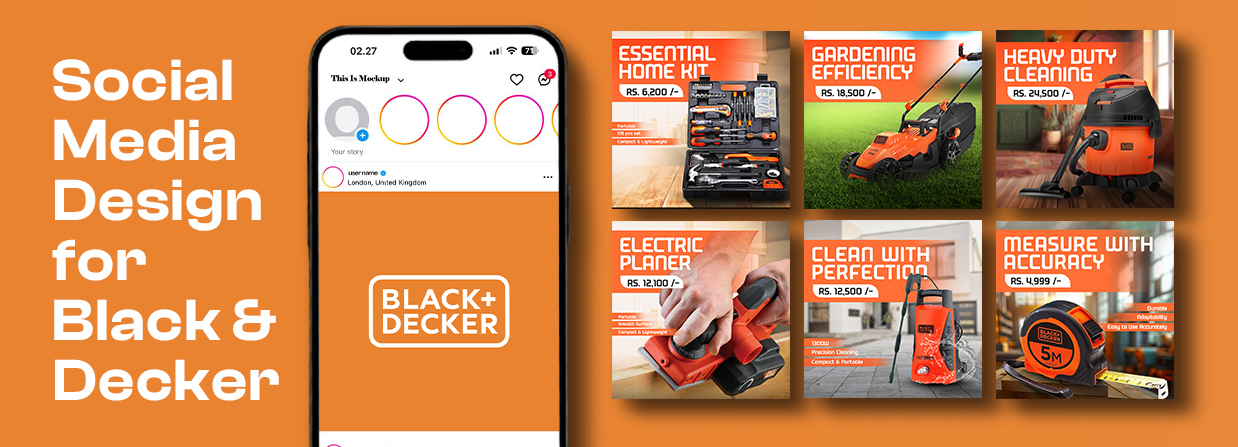 Social
Media
Design
for
Black &
Decker
02.27
71
This Is Mockup
3
Your story
username
London, United Kingdom
BLACK+
DECKER
ESSENTIAL
HOME KIT
RS. 6,200 /-
Portable
Compact & Lightweight
GARDENING
EFFICIENCY
RS. 18,500 /-
HEAVY DUTY
CLEANING
RS. 24,500 /-
ELECTRIC
PLANER
RS. 12,100 /-
Portable
Smooth Surface
Compact & Lightweight
CLEAN WITH
PERFECTION
RS. 12,500 /-
1300W
Precision Cleaning
Compact & Portable
MEASURE WITH
ACCURACY
RS. 4,999 /-
Durable
Adaptability
Easy to Use Accurately
BLACK+
DECKER
5M